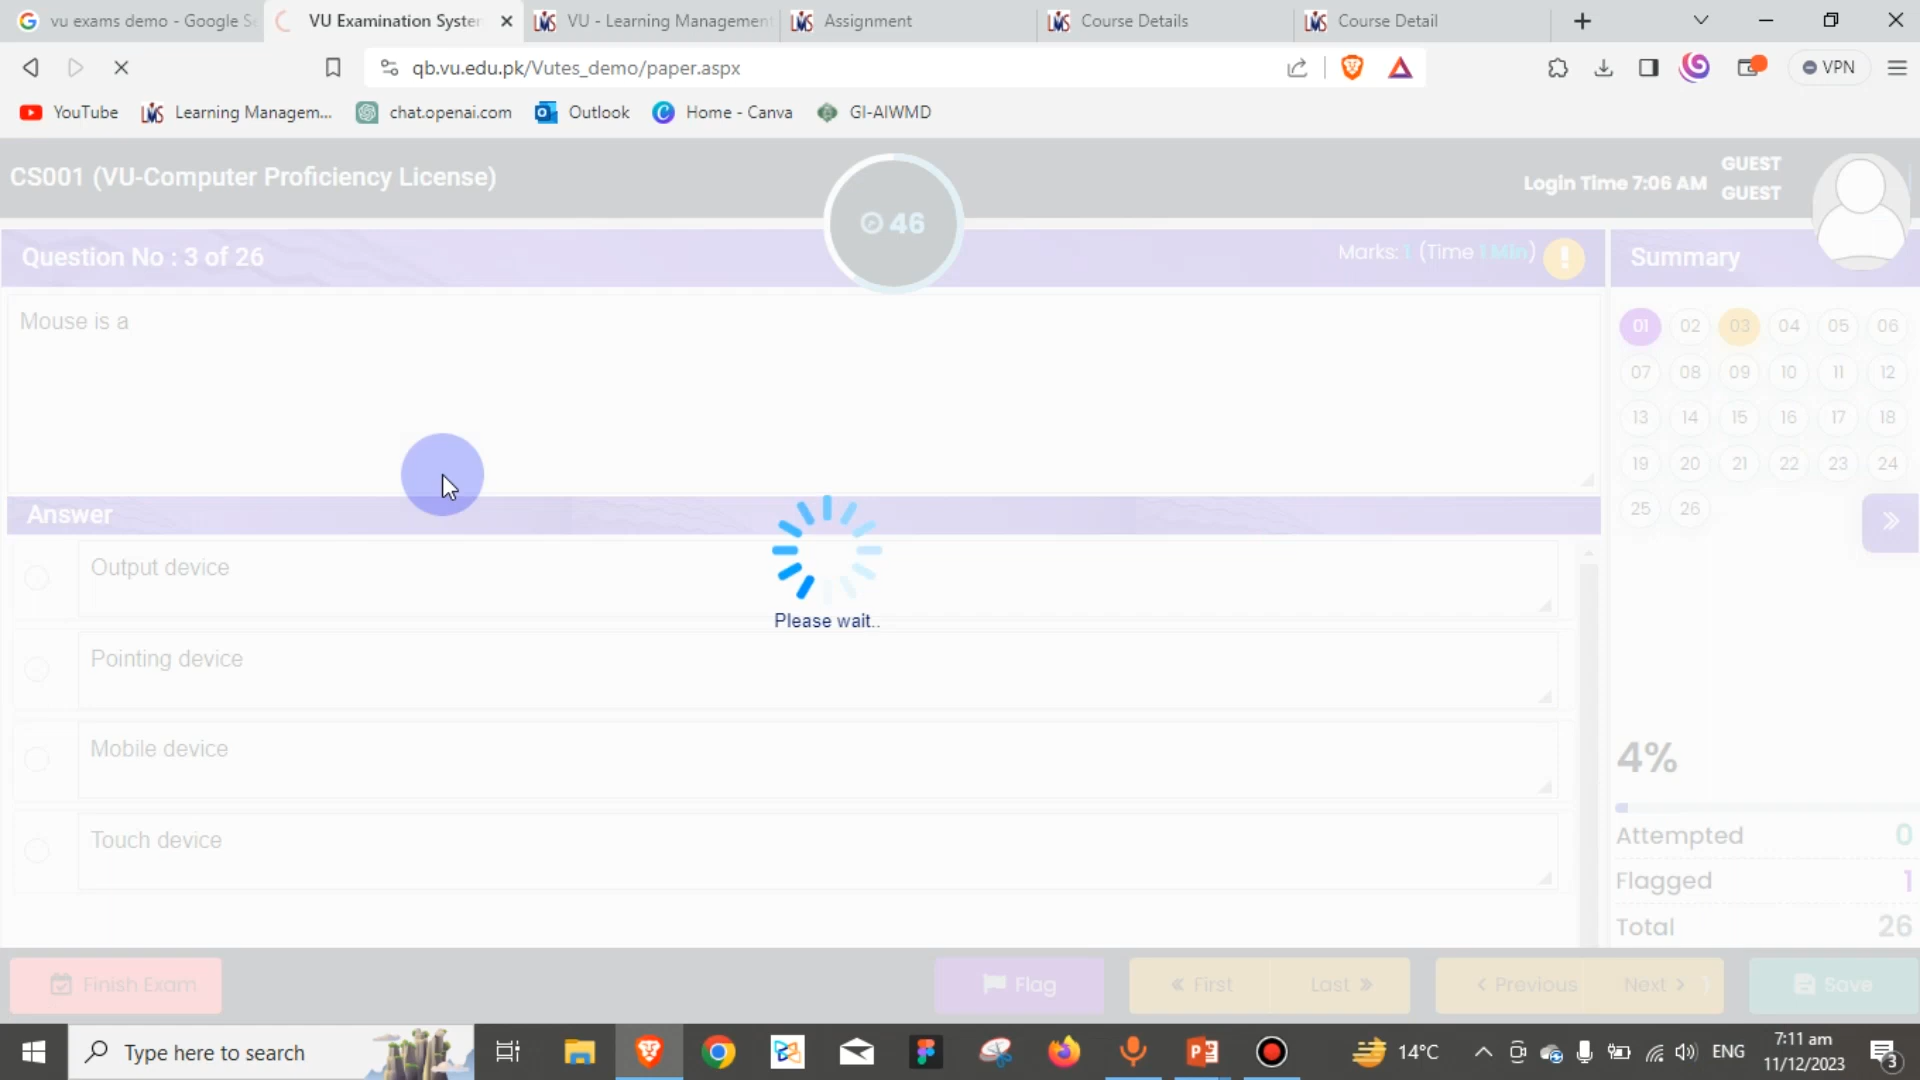 vu exams demo - Google Se
VU Examination System
VU - Learning Management
Assignment
Course Details
Course Detail
qb.vu.edu.pk/Vutes_demo/paper.aspx
VPN
YouTube
Learning Managem...
chat.openai.com
Outlook
Home - Canva
GI-AIWMD
CS001 (VU-Computer Proficiency License)
46
Login Time 7:06 AM
GUEST
GUEST
Question No : 3 of 26
Marks: 1 (Time 1 Min)
Summary
Mouse is a
01 02 03 04 05 06
07 08 09 10 11 12
13 14 15 16 17 18
19 20 21 22 23 24
25 26
Answer
Output device
Please wait..
Pointing device
Mobile device
Touch device
4%
Attempted 0
Flagged 1
Total 26
Finish Exam
Flag
« First
Last »
< Previous
Next >
Save
Type here to search
14°C
ENG
7:11 am
11/12/2023
3